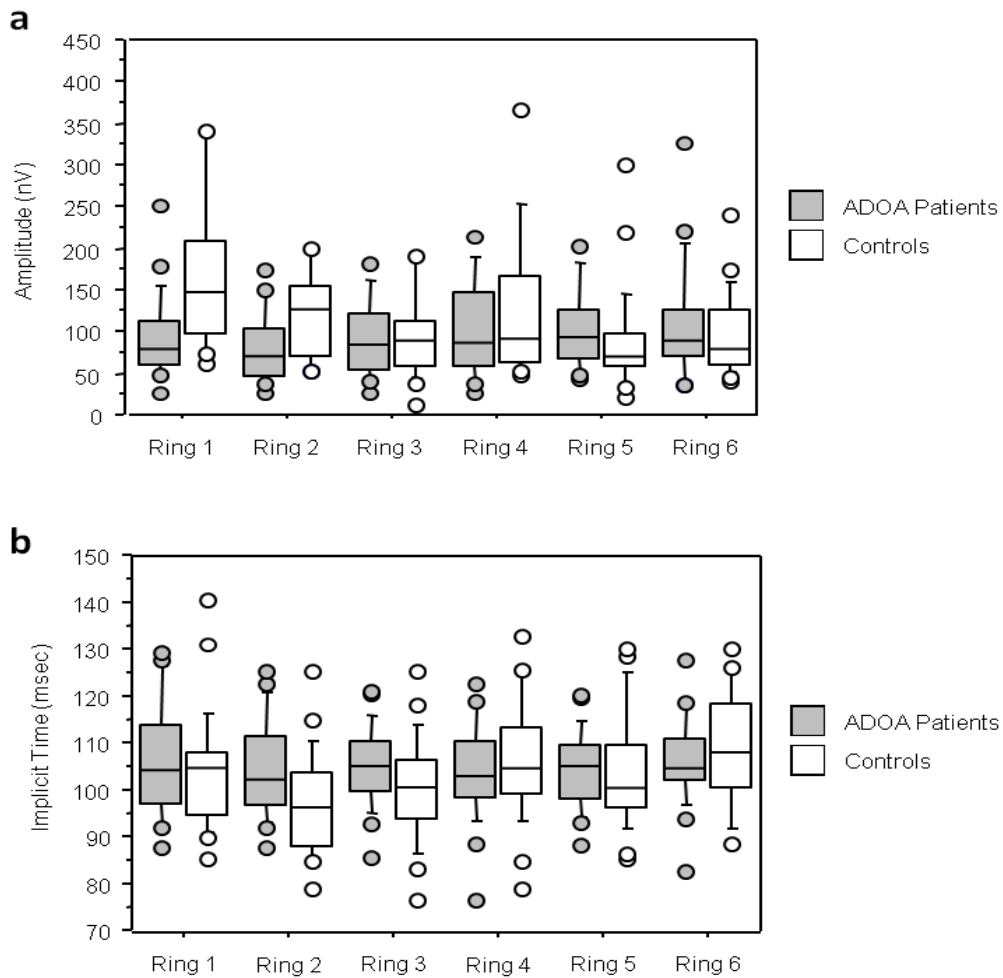 a
450
400
350
300
250
200
150
100
50
0
Amplitude (nV)
Ring 1 Ring 2 Ring 3 Ring 4 Ring 5 Ring 6
ADOA Patients
Controls
b
150
140
130
120
110
100
90
80
70
Implicit Time (msec)
Ring 1 Ring 2 Ring 3 Ring 4 Ring 5 Ring 6
ADOA Patients
Controls